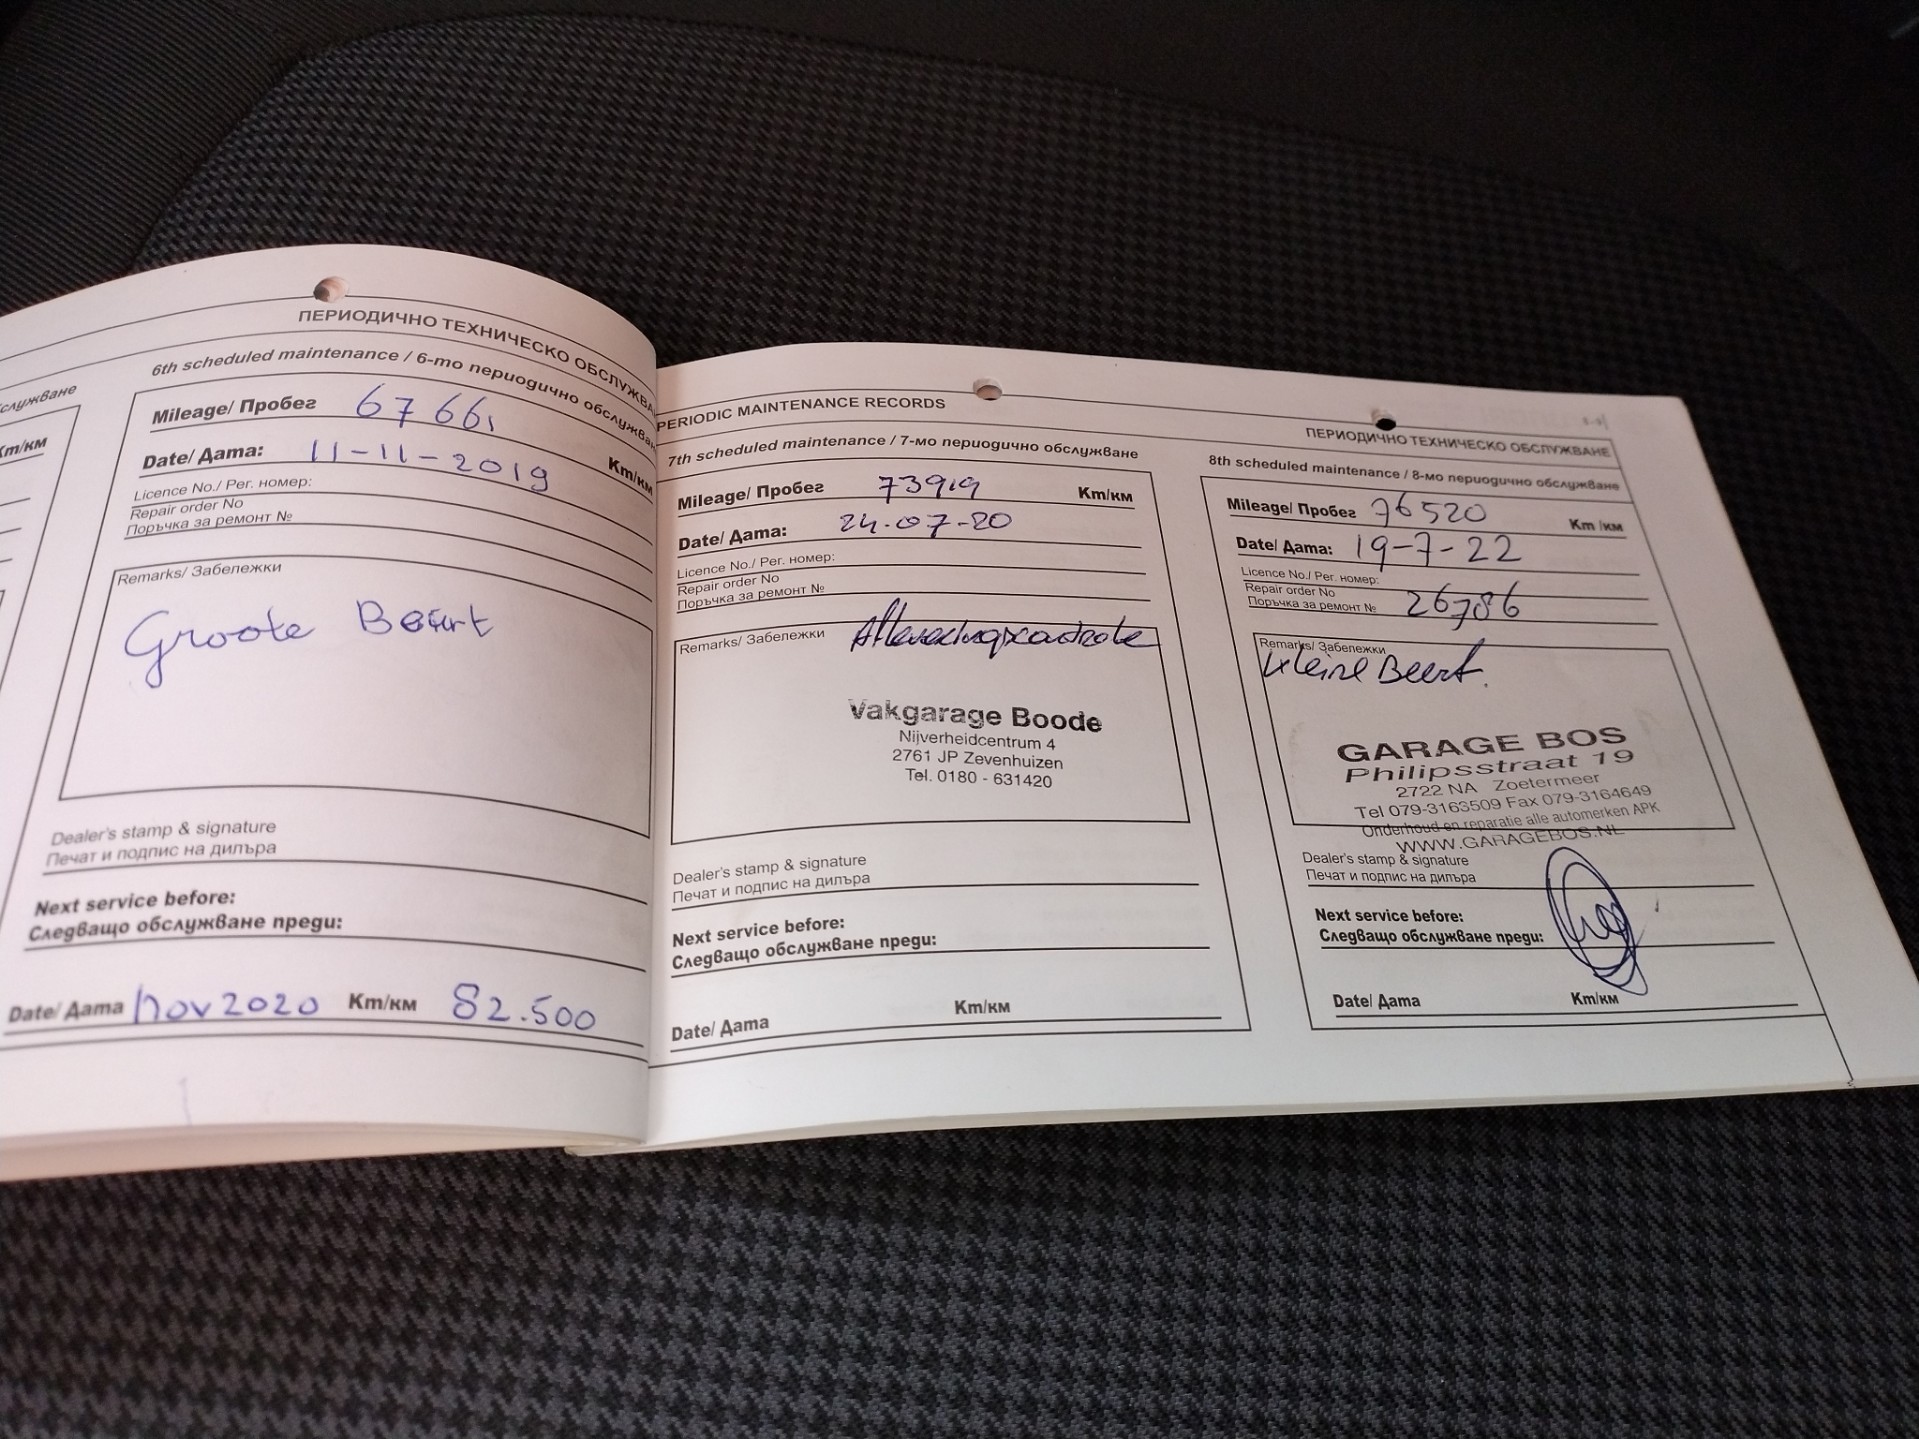 служване
Km/км
ПЕРИОДИЧНО ТЕХНИЧЕСКО ОБСЛУЖВА
6th scheduled maintenance / 6-то периодично обслужван
Mileage/ Пробег 67661
Km/км
Date/ Дата: 11-11-2019
Licence No./ Рег. номер:
Repair order No
Поръчка за ремонт №
Remarks/ Забележки
Groote Beurt
Dealer's stamp & signature
Печат и подпис на дилъра
Next service before:
Следващо обслужване преди:
Date/ Дата Nov 2020 Km/км 82.500
PERIODIC MAINTENANCE RECORDS
7th scheduled maintenance / 7-мо периодично обслужване
Mileage/ Пробег 73919 Km/км
Date/ Дата: 24-07-20
Licence No./ Рег. номер:
Repair order No
Поръчка за ремонт №
Remarks/ Забележки
Vakgarage Boode
Nijverheidcentrum 4
2761 JP Zevenhuizen
Tel. 0180 - 631420
Dealer's stamp & signature
Печат и подпис на дилъра
Next service before:
Следващо обслужване преди:
Date/ Дата Km/км
ПЕРИОДИЧНО ТЕХНИЧЕСКО ОБСЛУЖВАНЕ
8th scheduled maintenance / 8-мо периодично обслужване
Mileage/ Пробег 76520 Km /км
Date/ Дата: 19-7-22
Licence No./ Рег. номер:
Repair order No
Поръчка за ремонт № 26786
Remarks/ Забележки
Kleine Beurt.
GARAGE BOS
Philipsstraat 19
2722 NA Zoetermeer
Tel 079-3163509 Fax 079-3164649
Onderhoud en reparatie alle automerken APK
WWW.GARAGEBOS.NL
Dealer's stamp & signature
Печат и подпис на дилъра
Next service before:
Следващо обслужване преди:
Date/ Дата Km/км